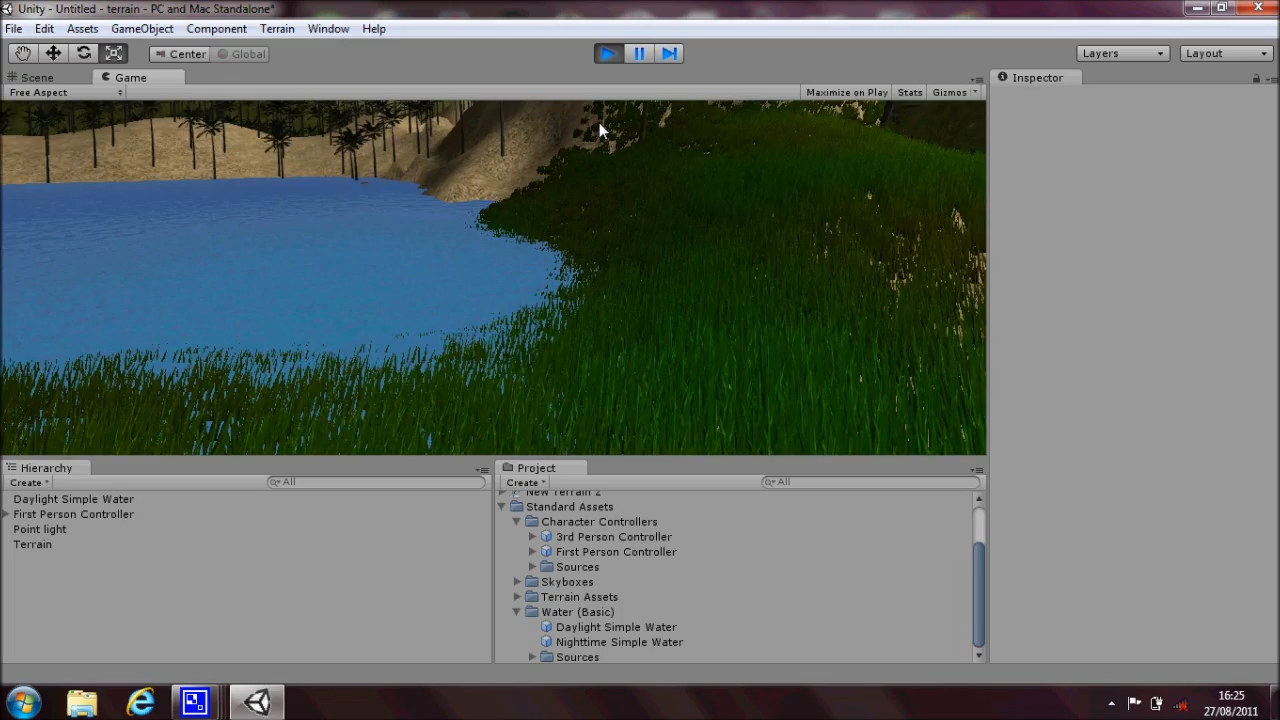 Unity - Untitled - terrain - PC and Mac Standalone*
File Edit Assets GameObject Component Terrain Window Help
Center Global Layers Layout
Scene Game Inspector
Free Aspect Maximize on Play Stats Gizmos
Hierarchy
Create All
Daylight Simple Water
First Person Controller
Point light
Terrain
Project
Create All
New Terrain 2
Standard Assets
Character Controllers
3rd Person Controller
First Person Controller
Sources
Skyboxes
Terrain Assets
Water (Basic)
Daylight Simple Water
Nighttime Simple Water
Sources
16:25
27/08/2011